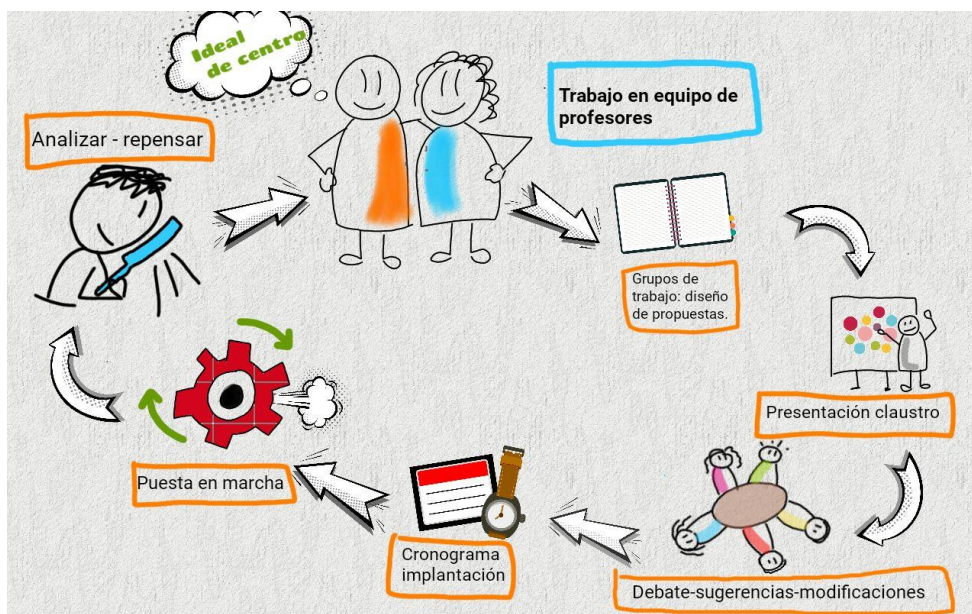 Ideal
de centro
Trabajo en equipo de
profesores
Analizar - repensar
Grupos de
trabajo: diseño
de propuestas.
Presentación claustro
Debate-sugerencias-modificaciones
Cronograma
implantación
Puesta en marcha